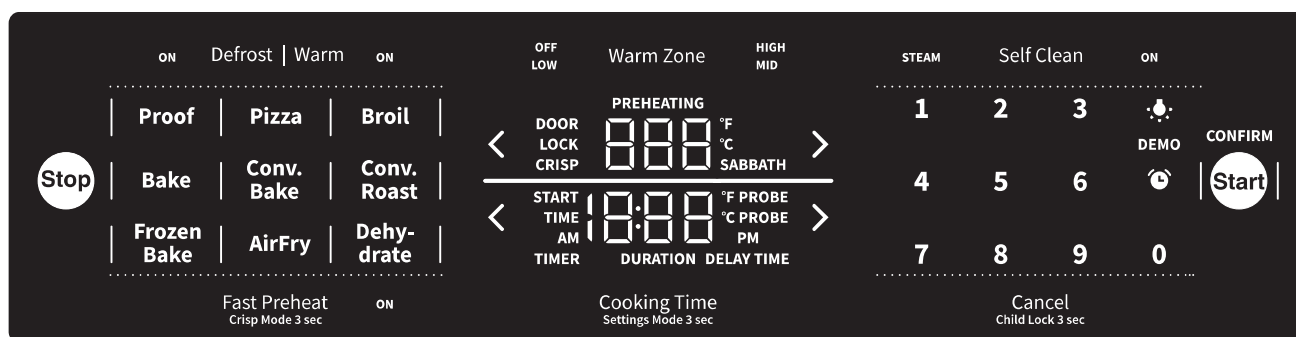 ON Defrost | Warm ON
Proof Pizza Broil
Stop
Bake Conv. Bake Conv. Roast
Frozen Bake AirFry Dehy-drate
Fast Preheat ON
Crisp Mode 3 sec
OFF
LOW
Warm Zone
HIGH
MID
PREHEATING
DOOR
LOCK
CRISP
< 888 >
°F
°C
SABBATH
START
TIME
AM
TIMER
< 18:88 >
°F PROBE
°C PROBE
PM
DURATION DELAY TIME
Cooking Time
Settings Mode 3 sec
STEAM Self Clean ON
1 2 3
DEMO
4 5 6
7 8 9 0
CONFIRM
Start
Cancel
Child Lock 3 sec